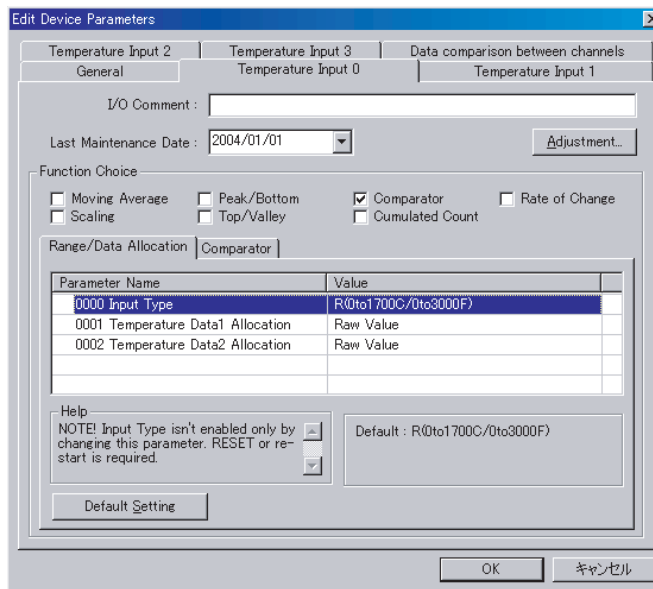 Edit Device Parameters
Temperature Input 2 Temperature Input 3 Data comparison between channels
General Temperature Input 0 Temperature Input 1
I/O Comment :
Last Maintenance Date : 2004/01/01 Adjustment...
Function Choice
Moving Average Peak/Bottom Comparator Rate of Change
Scaling Top/Valley Cumulated Count
Range/Data Allocation Comparator
Parameter Name Value
0000 Input Type R(0to1700C/0to3000F)
0001 Temperature Data1 Allocation Raw Value
0002 Temperature Data2 Allocation Raw Value
Help
NOTE! Input Type isn't enabled only by
changing this parameter. RESET or re-
start is required.
Default : R(0to1700C/0to3000F)
Default Setting
OK キャンセル